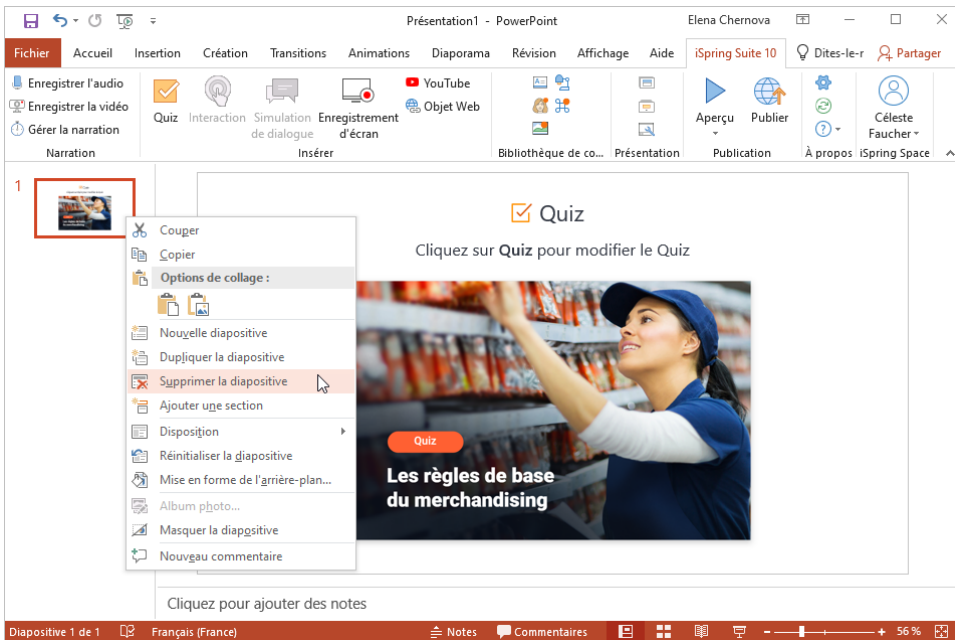 Présentation1 - PowerPoint
Elena Chernova
Fichier Accueil Insertion Création Transitions Animations Diaporama Révision Affichage Aide iSpring Suite 10 Dites-le-r Partager
Enregistrer l'audio
Enregistrer la vidéo
Gérer la narration
Narration
Quiz
Interaction
Simulation
de dialogue
Enregistrement
d'écran
YouTube
Objet Web
Insérer
Bibliothèque de co...
Présentation
Aperçu
Publier
Publication
À propos
Céleste
Faucher
iSpring Space
1
Couper
Copier
Options de collage :
Nouvelle diapositive
Dupliquer la diapositive
Supprimer la diapositive
Ajouter une section
Disposition
Réinitialiser la diapositive
Mise en forme de l'arrière-plan...
Album photo...
Masquer la diapositive
Nouveau commentaire
Quiz
Cliquez sur Quiz pour modifier le Quiz
Quiz
Les règles de base
du merchandising
Cliquez pour ajouter des notes
Diapositive 1 de 1 Français (France) Notes Commentaires 56 %